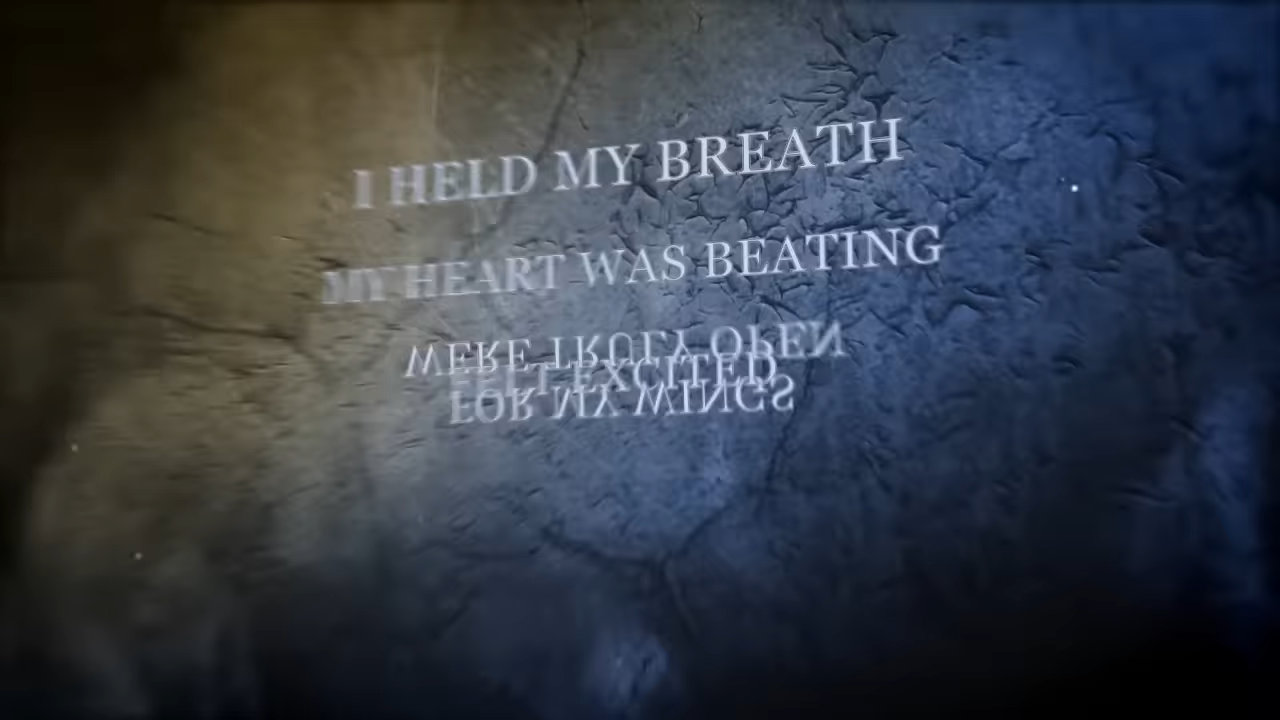 I HELD MY BREATH
MY HEART WAS BEATING
WERE TRULY OPEN
FELT EXCITED
FOR MY WINGS